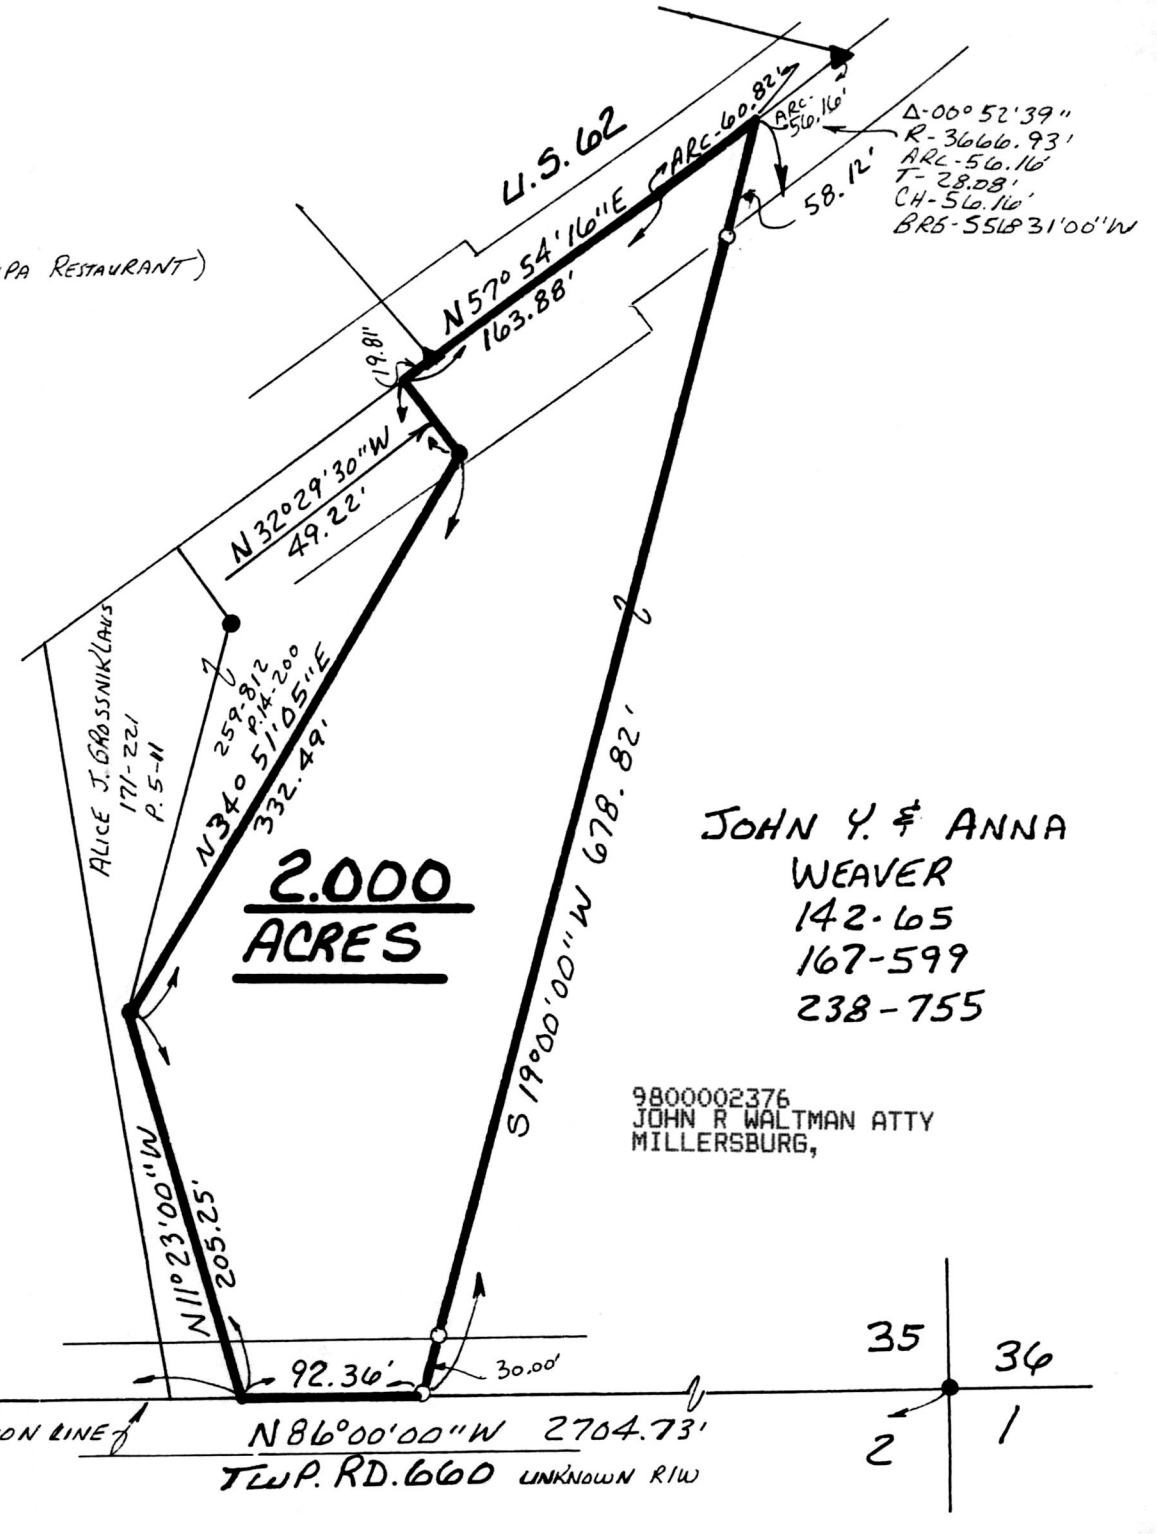 U.S. 62
ARC-60.82'
ARC-
56.16'
Δ-00° 52'39"
R-3666.93'
ARC-56.16'
T-28.08'
CH-56.16'
BRG-S56 31'00"W
58.12'
PA RESTAURANT)
N57° 54'16"E
163.88'
(19.81'
N32°29'30"W
49.22'
ALICE J. GROSSNIKLAUS
171-221
P.5-11
259-812
P.14-200
N34° 51'05"E
332.49'
2.000
ACRES
S 19°00'00"W 678.82'
JOHN Y. & ANNA
WEAVER
142-65
167-599
238-755
9800002376
JOHN R WALTMAN ATTY
MILLERSBURG,
N11° 23'00"W
205.25'
92.36'
30.00'
35
36
2
1
ON LINE
N86°00'00"W 2704.73'
TWP. RD. 660 UNKNOWN R/W